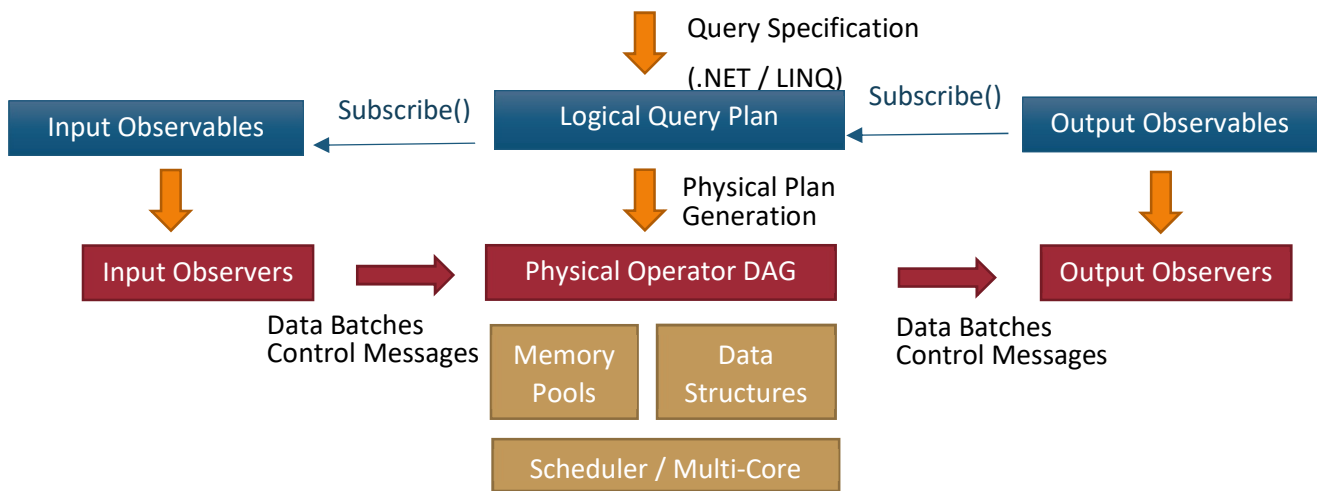 Query Specification
(.NET / LINQ)
Input Observables
Subscribe()
Logical Query Plan
Subscribe()
Output Observables
Physical Plan
Generation
Input Observers
Physical Operator DAG
Output Observers
Data Batches
Control Messages
Memory
Pools
Data
Structures
Data Batches
Control Messages
Scheduler / Multi-Core